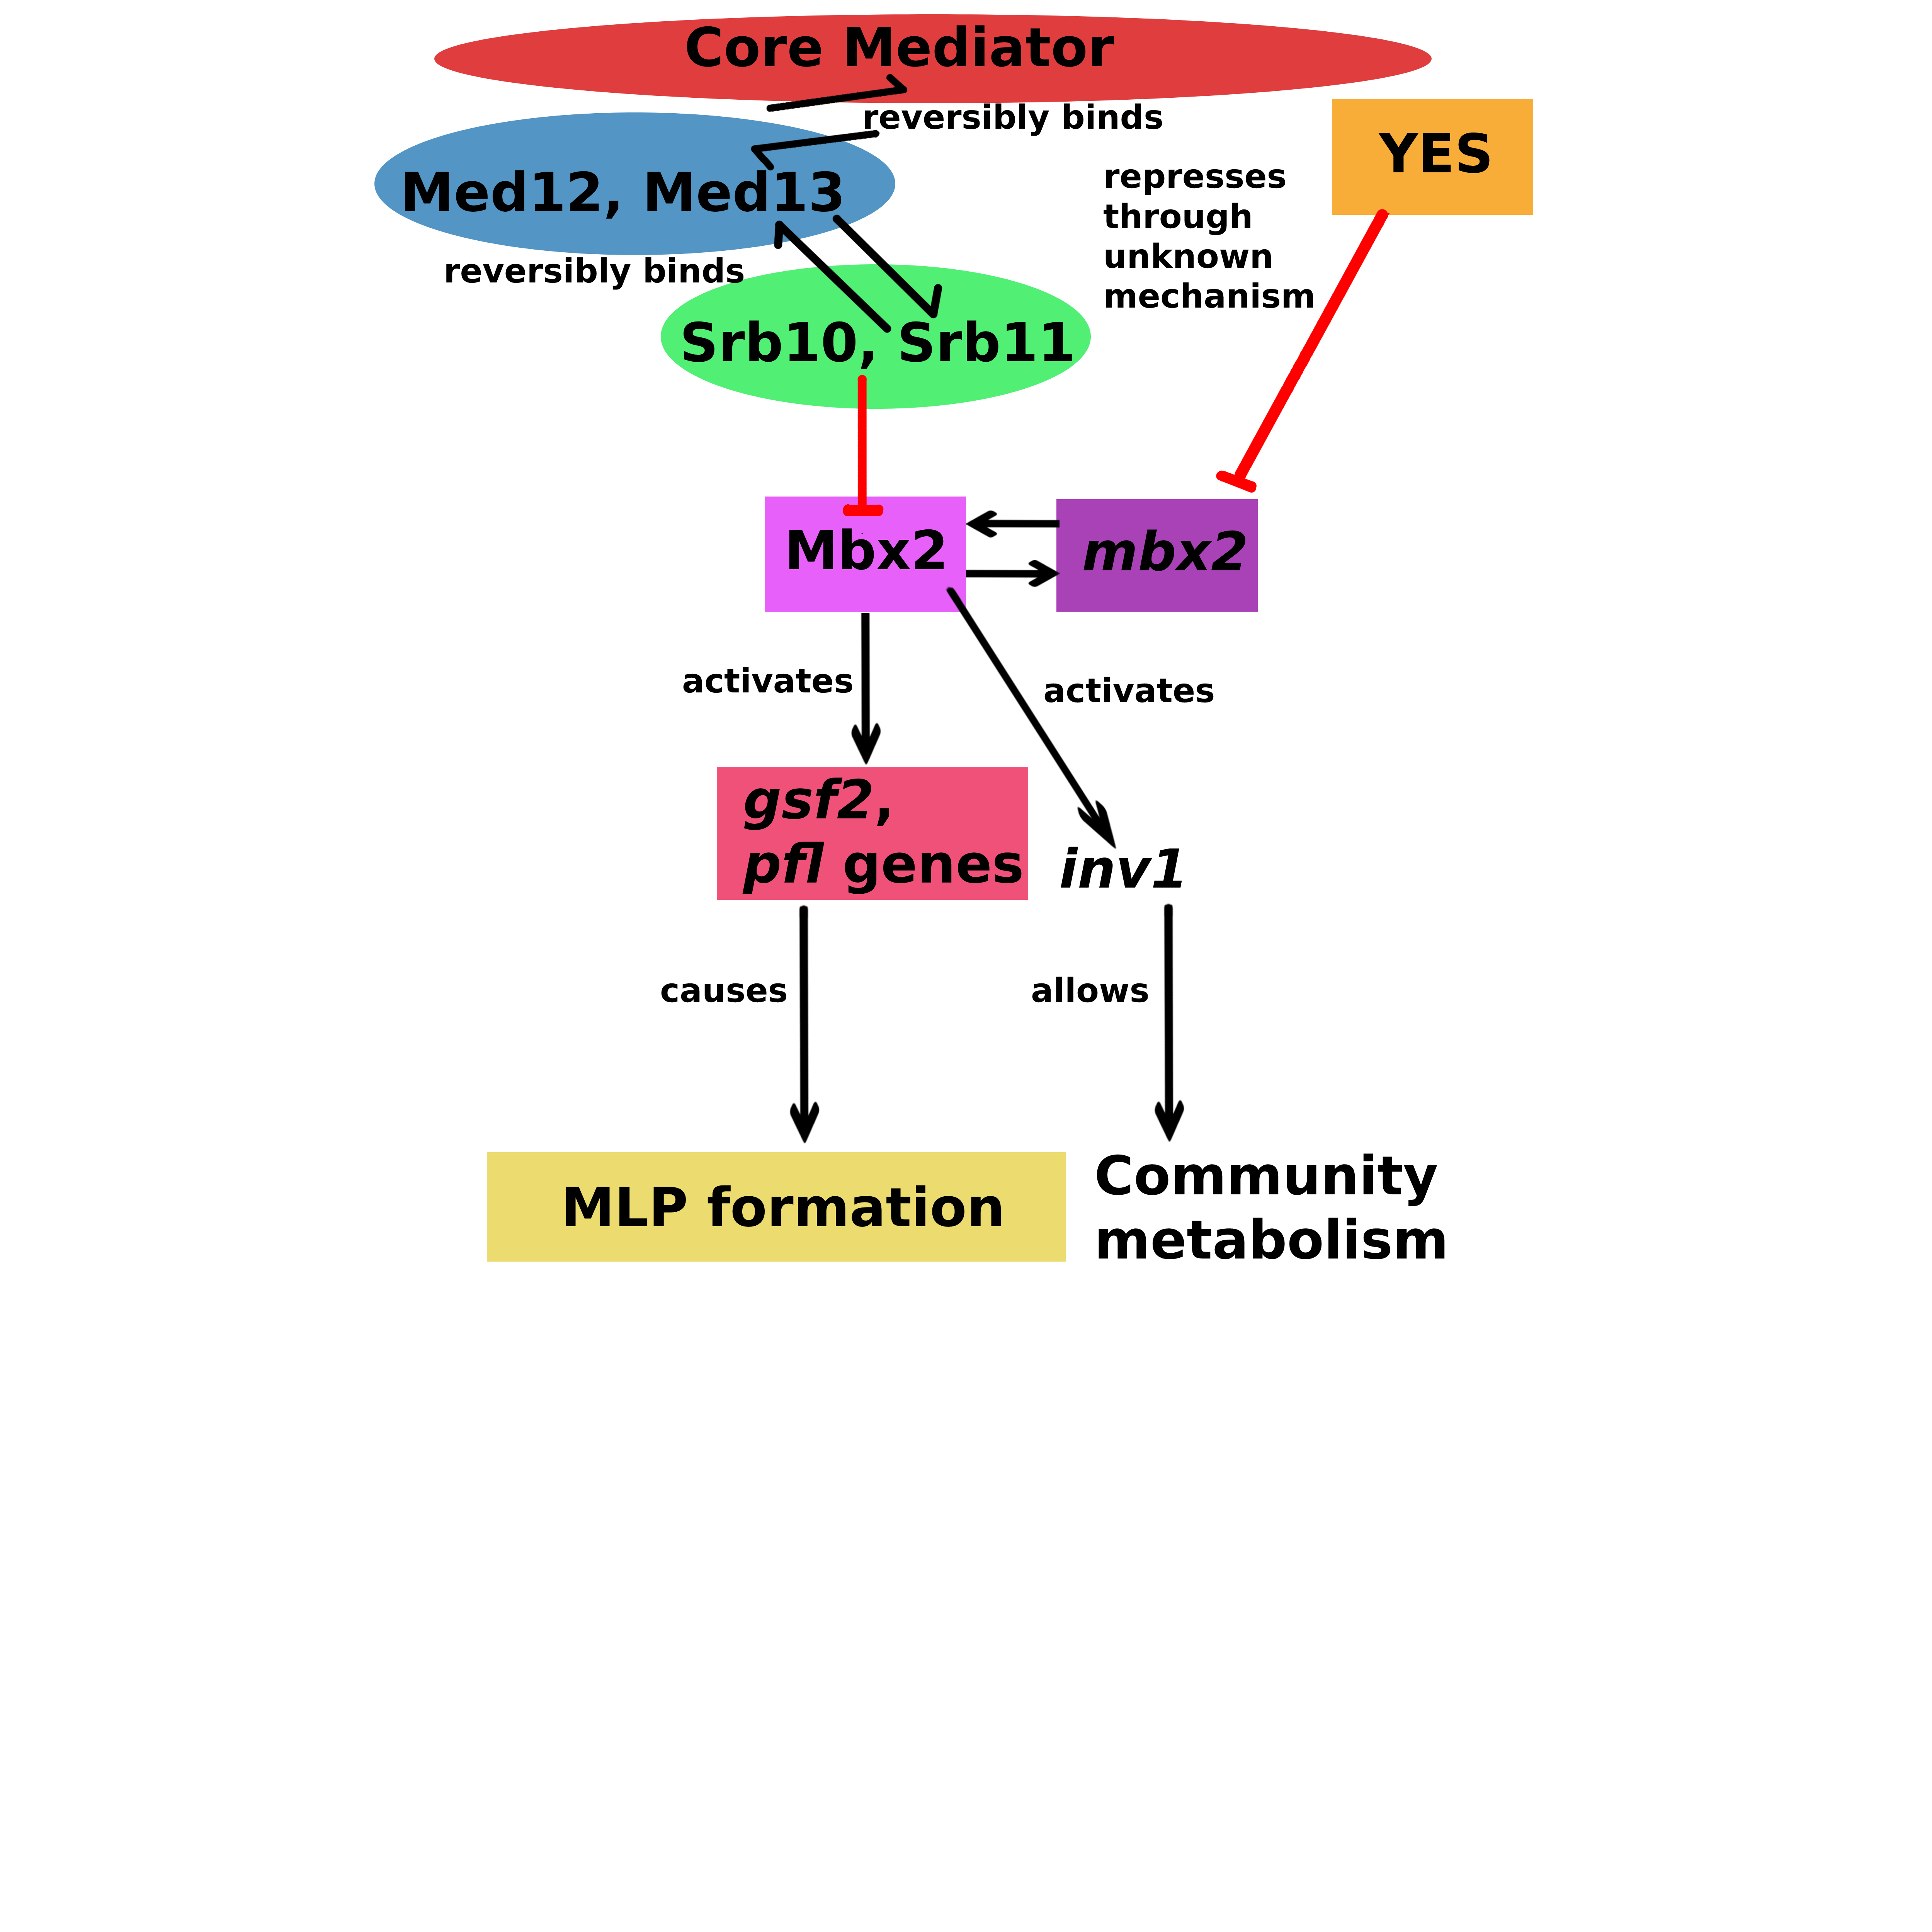 Core Mediator
reversibly binds
YES
Med12, Med13
represses
through
unknown
mechanism
reversibly binds
Srb10, Srb11
Mbx2
mbx2
activates
activates
gsf2,
pfl genes
inv1
causes
allows
MLP formation
Community
metabolism